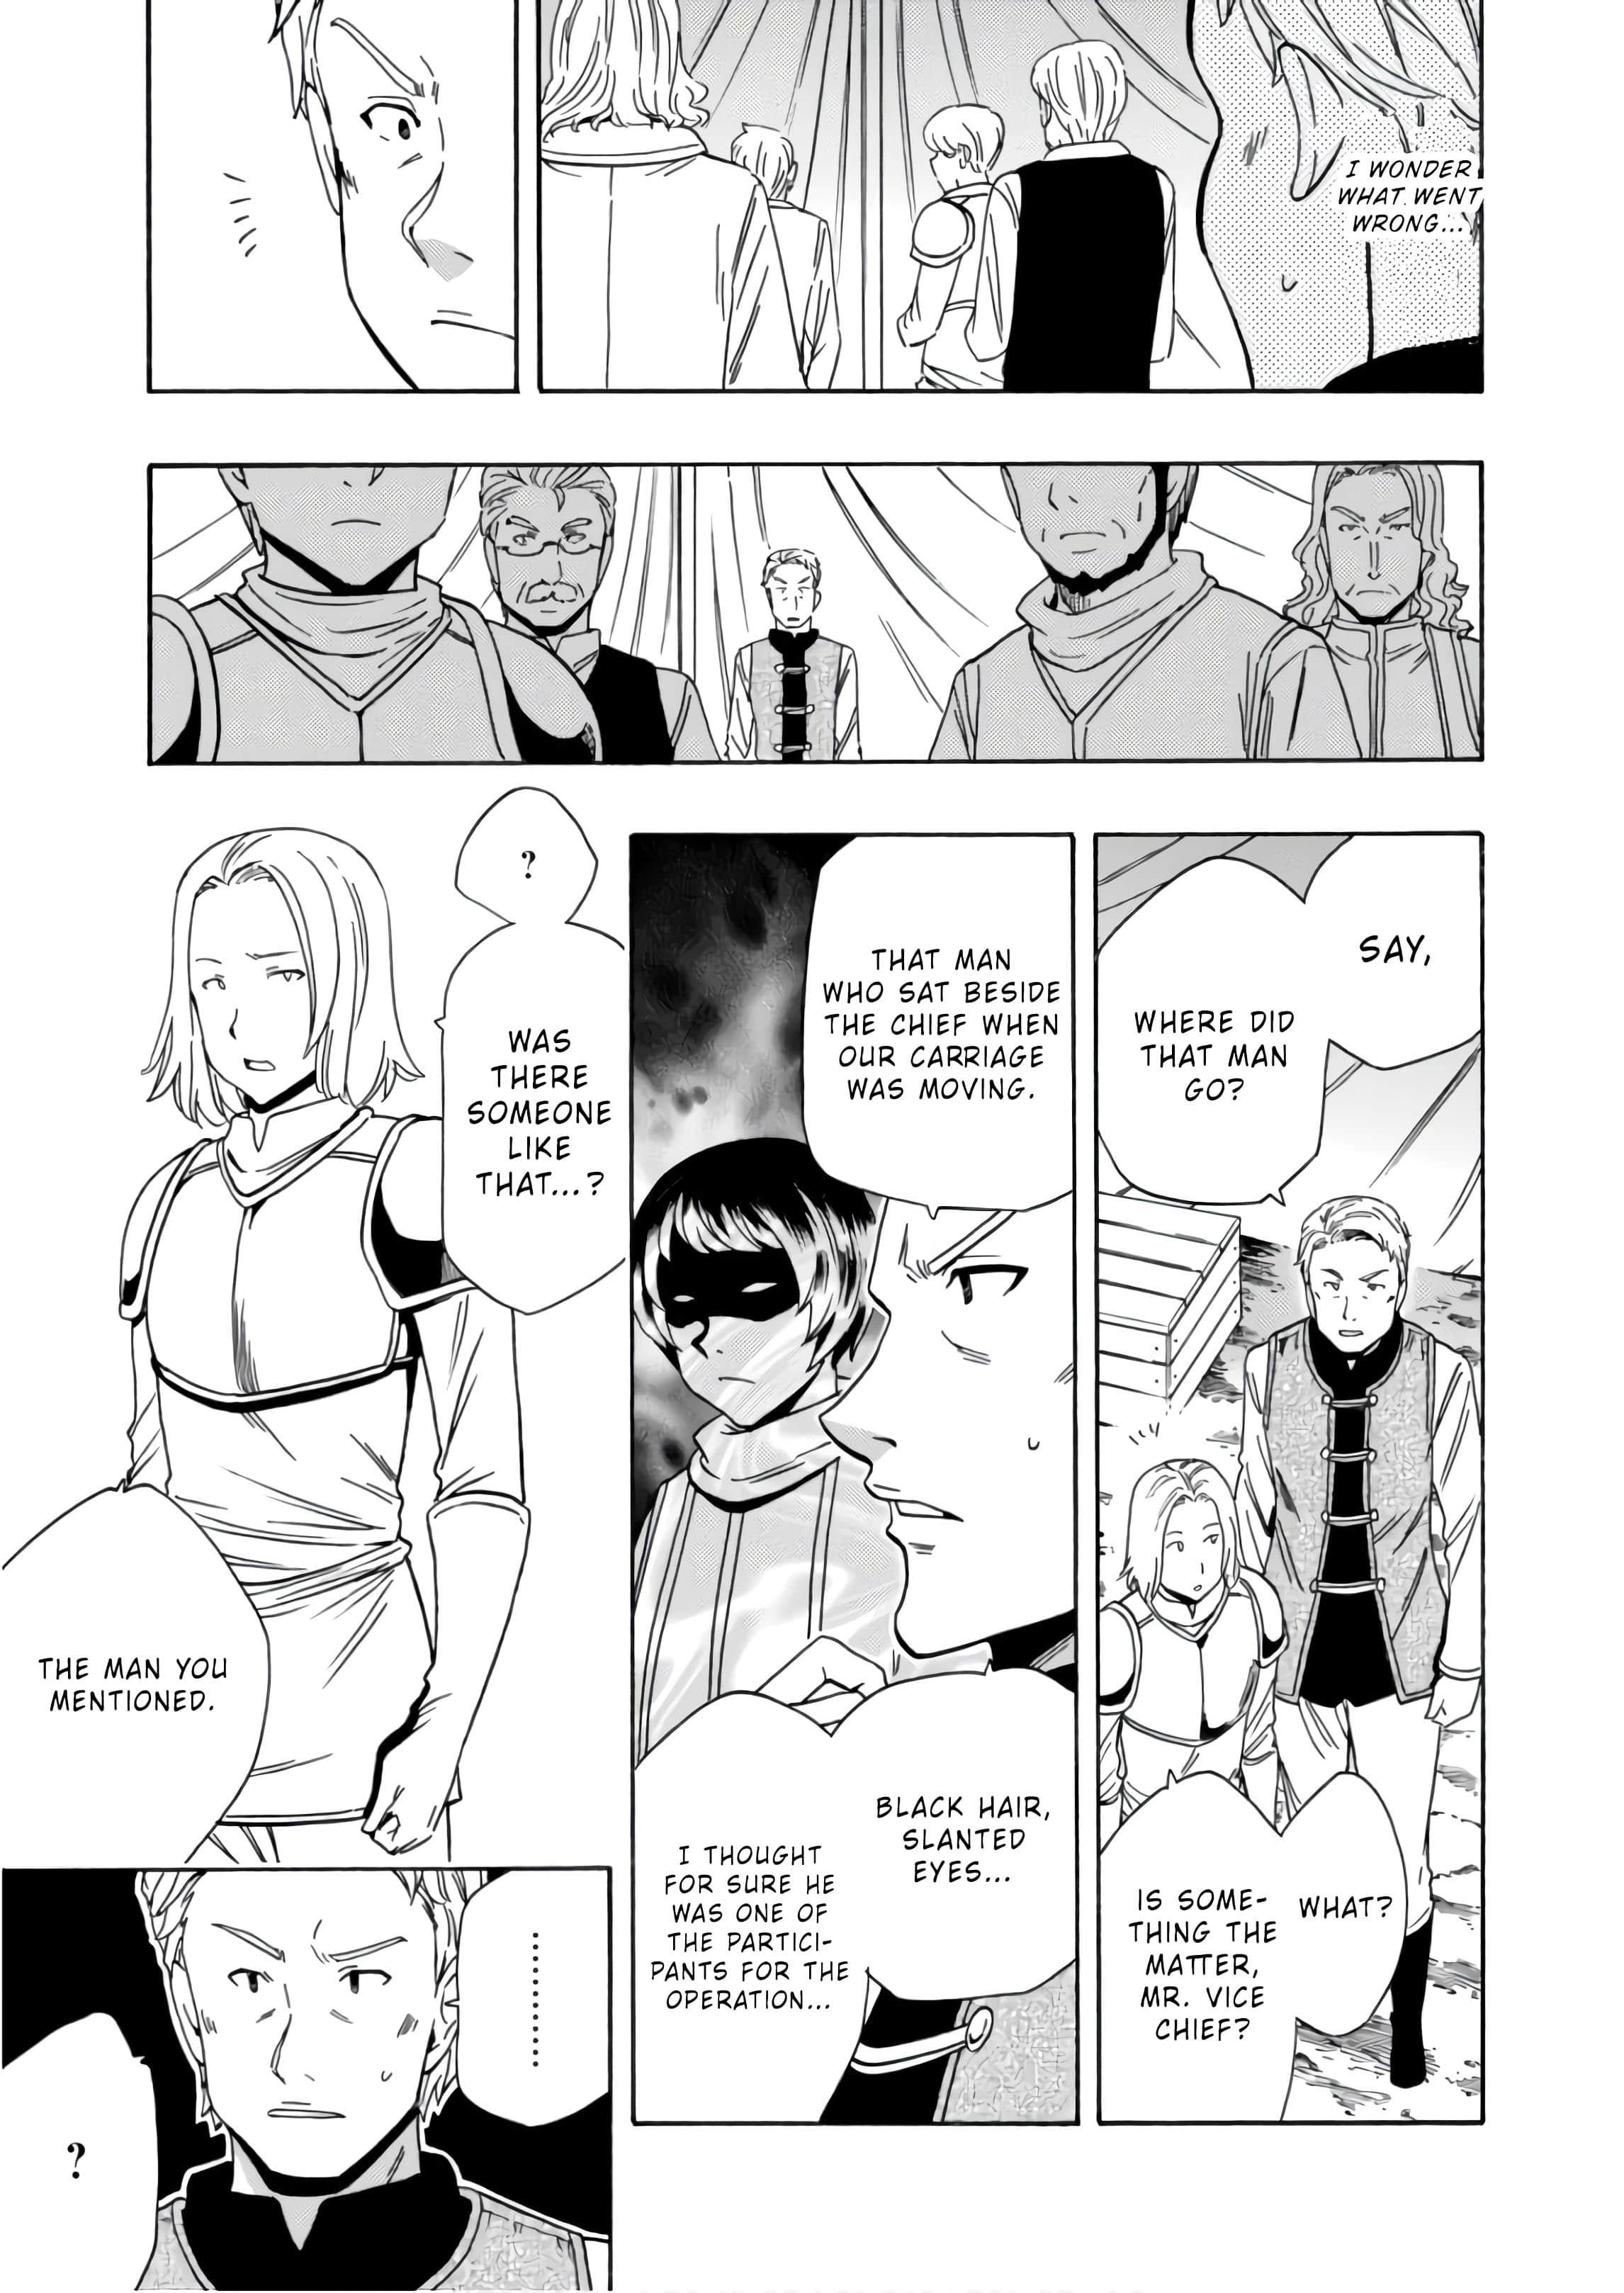 I WONDER
WHAT WENT
WRONG...
SAY,
WHERE DID
THAT MAN
GO?
WHAT?
IS SOME-
THING THE
MATTER,
MR. VICE
CHIEF?
THAT MAN
WHO SAT BESIDE
THE CHIEF WHEN
OUR CARRIAGE
WAS MOVING.
BLACK HAIR,
SLANTED
EYES...
I THOUGHT
FOR SURE HE
WAS ONE OF
THE PARTICI-
PANTS FOR THE
OPERATION...
?
WAS
THERE
SOMEONE
LIKE
THAT...?
THE MAN YOU
MENTIONED.
.........
?